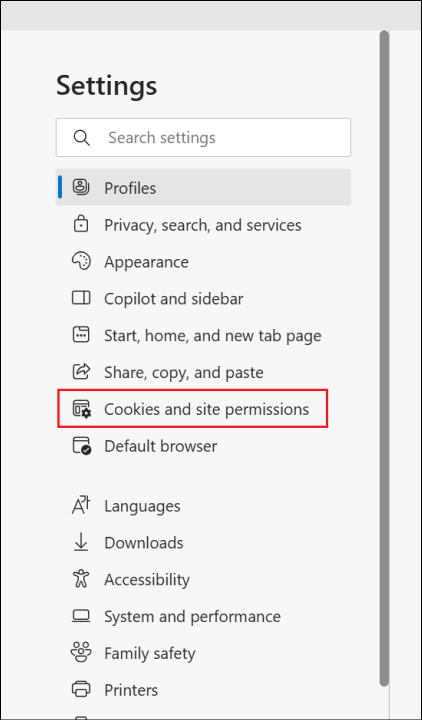 Settings
Search settings
Profiles
Privacy, search, and services
Appearance
Copilot and sidebar
Start, home, and new tab page
Share, copy, and paste
Cookies and site permissions
Default browser
Languages
Downloads
Accessibility
System and performance
Family safety
Printers